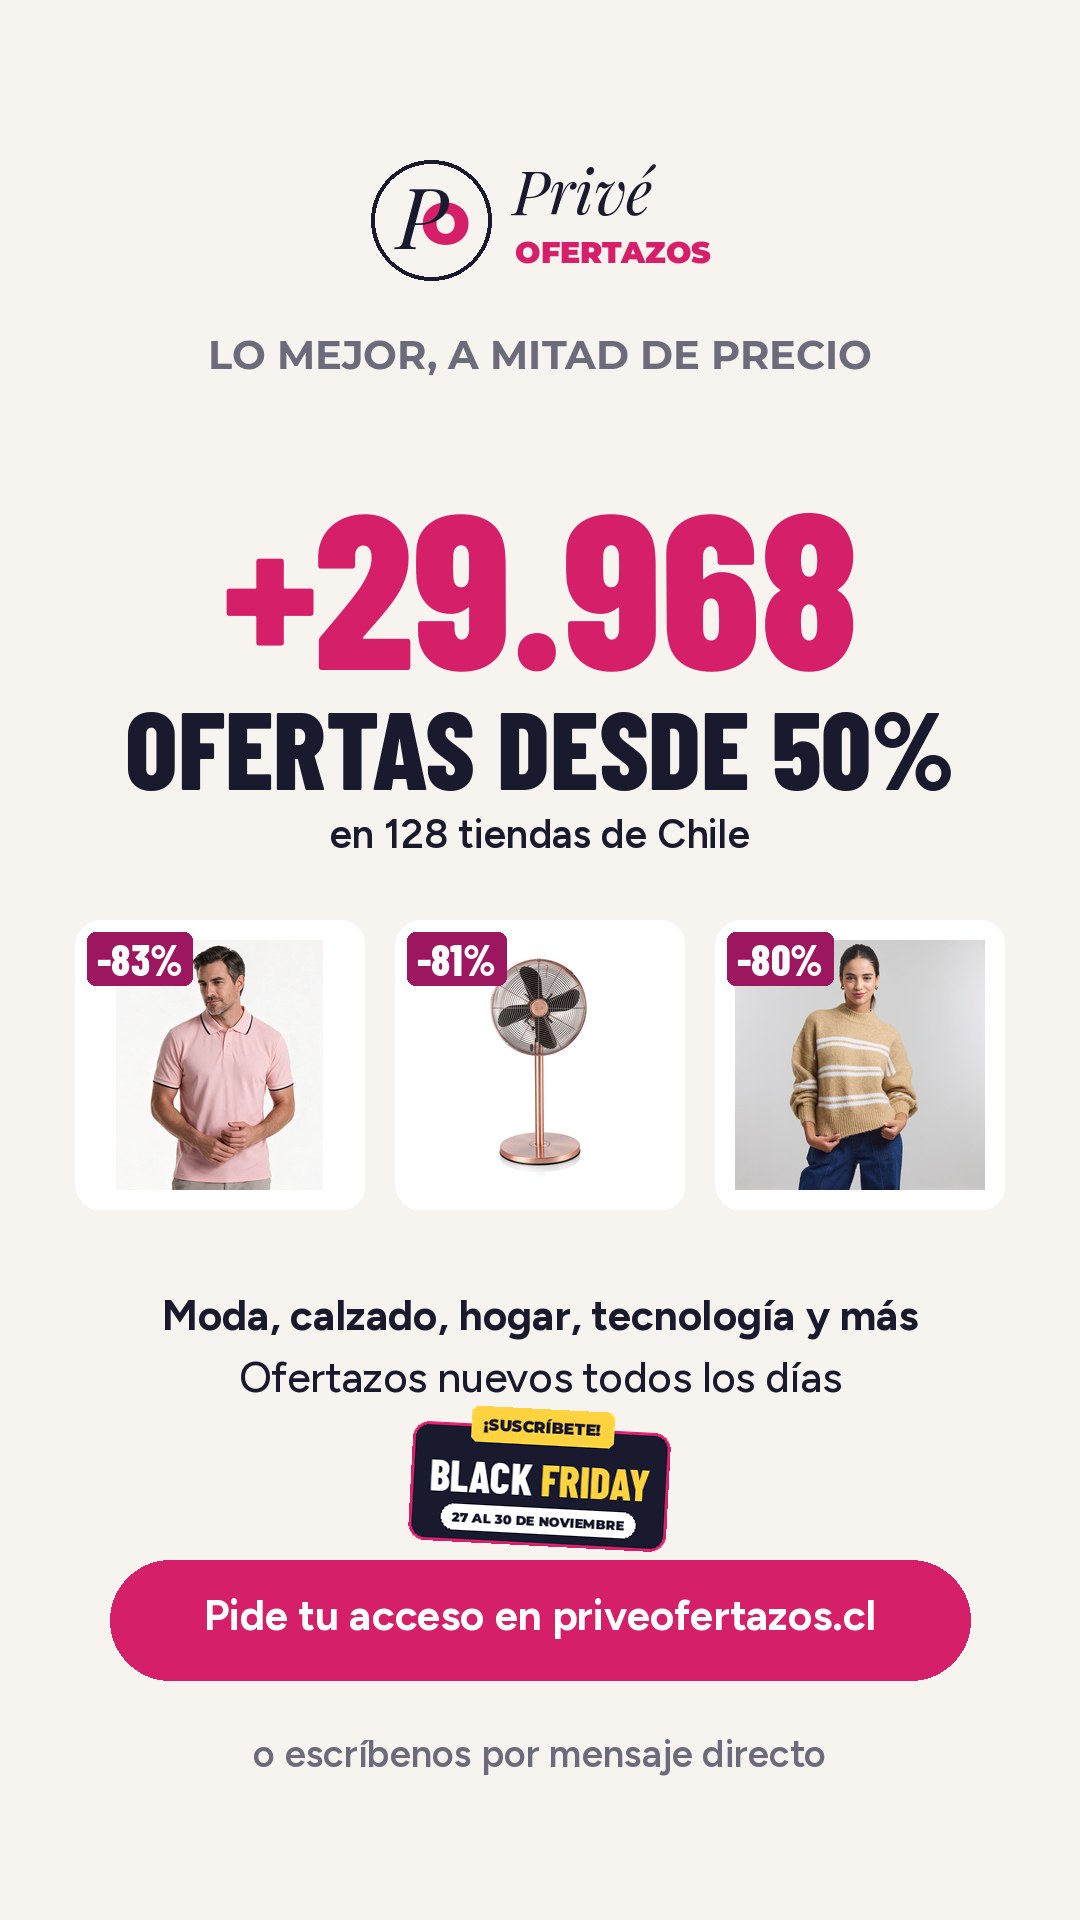 Po
Privé
OFERTAZOS
LO MEJOR, A MITAD DE PRECIO
+29.968
OFERTAS DESDE 50%
en 128 tiendas de Chile
-83%
-81%
-80%
Moda, calzado, hogar, tecnología y más
Ofertazos nuevos todos los días
¡SUSCRÍBETE!
BLACK FRIDAY
27 AL 30 DE NOVIEMBRE
Pide tu acceso en priveofertazos.cl
o escríbenos por mensaje directo